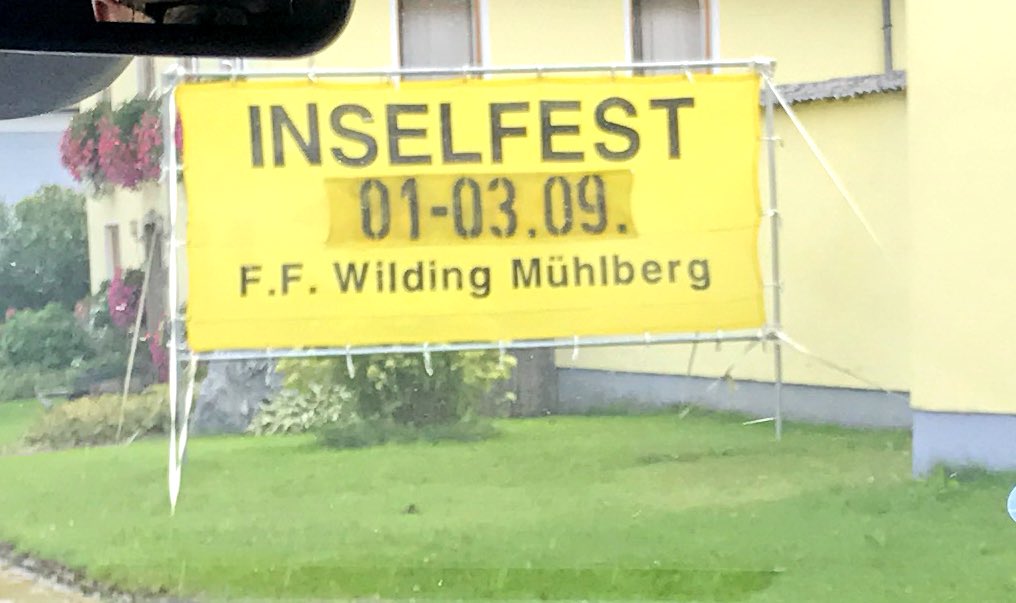 INSELFEST
01-03.09.
F.F. Wilding Mühlberg